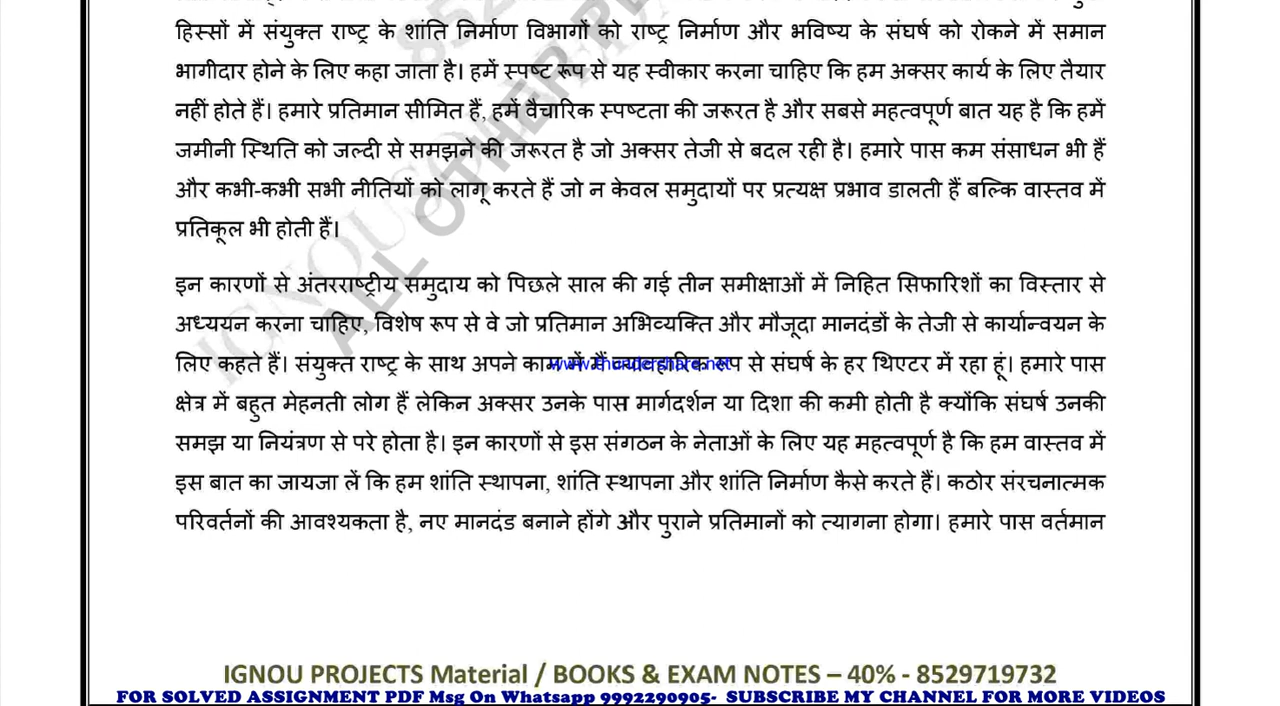 हिस्सों में संयुक्त राष्ट्र के शांति निर्माण विभागों को राष्ट्र निर्माण और भविष्य के संघर्ष को रोकने में समान
भागीदार होने के लिए कहा जाता है। हमें स्पष्ट रूप से यह स्वीकार करना चाहिए कि हम अक्सर कार्य के लिए तैयार
नहीं होते हैं। हमारे प्रतिमान सीमित हैं, हमें वैचारिक स्पष्टता की जरूरत है और सबसे महत्वपूर्ण बात यह है कि हमें
जमीनी स्थिति को जल्दी से समझने की जरूरत है जो अक्सर तेजी से बदल रही है। हमारे पास कम संसाधन भी हैं
और कभी-कभी सभी नीतियों को लागू करते हैं जो न केवल समुदायों पर प्रत्यक्ष प्रभाव डालती हैं बल्कि वास्तव में
प्रतिकूल भी होती हैं।
इन कारणों से अंतरराष्ट्रीय समुदाय को पिछले साल की गई तीन समीक्षाओं में निहित सिफारिशों का विस्तार से
अध्ययन करना चाहिए, विशेष रूप से वे जो प्रतिमान अभिव्यक्ति और मौजूदा मानदंडों के तेजी से कार्यान्वयन के
लिए कहते हैं। संयुक्त राष्ट्र के साथ अपने काम में मैं व्यावहारिक रूप से संघर्ष के हर थिएटर में रहा हूं। हमारे पास
www.thundershare.net
क्षेत्र में बहुत मेहनती लोग हैं लेकिन अक्सर उनके पास मार्गदर्शन या दिशा की कमी होती है क्योंकि संघर्ष उनकी
समझ या नियंत्रण से परे होता है। इन कारणों से इस संगठन के नेताओं के लिए यह महत्वपूर्ण है कि हम वास्तव में
इस बात का जायजा लें कि हम शांति स्थापना, शांति स्थापना और शांति निर्माण कैसे करते हैं। कठोर संरचनात्मक
परिवर्तनों की आवश्यकता है, नए मानदंड बनाने होंगे और पुराने प्रतिमानों को त्यागना होगा। हमारे पास वर्तमान
ALL OTHER
IGNOU PROJECTS Material / BOOKS & EXAM NOTES – 40% - 8529719732
FOR SOLVED ASSIGNMENT PDF Msg On Whatsapp 9992290905- SUBSCRIBE MY CHANNEL FOR MORE VIDEOS